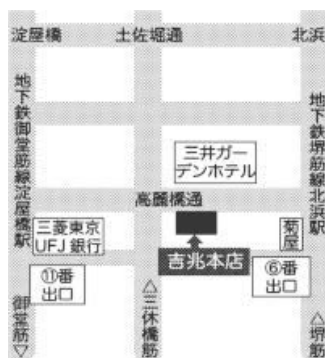 淀屋橋
土佐堀通
北浜
地下鉄御堂筋線淀屋橋駅
地下鉄堺筋線北浜駅
三井ガー
デンホテル
高麗橋通
三菱東京
UFJ銀行
菊屋
吉兆本店
⑪番
出口
⑥番
出口
御堂筋▽
△三休橋筋
△堺筋